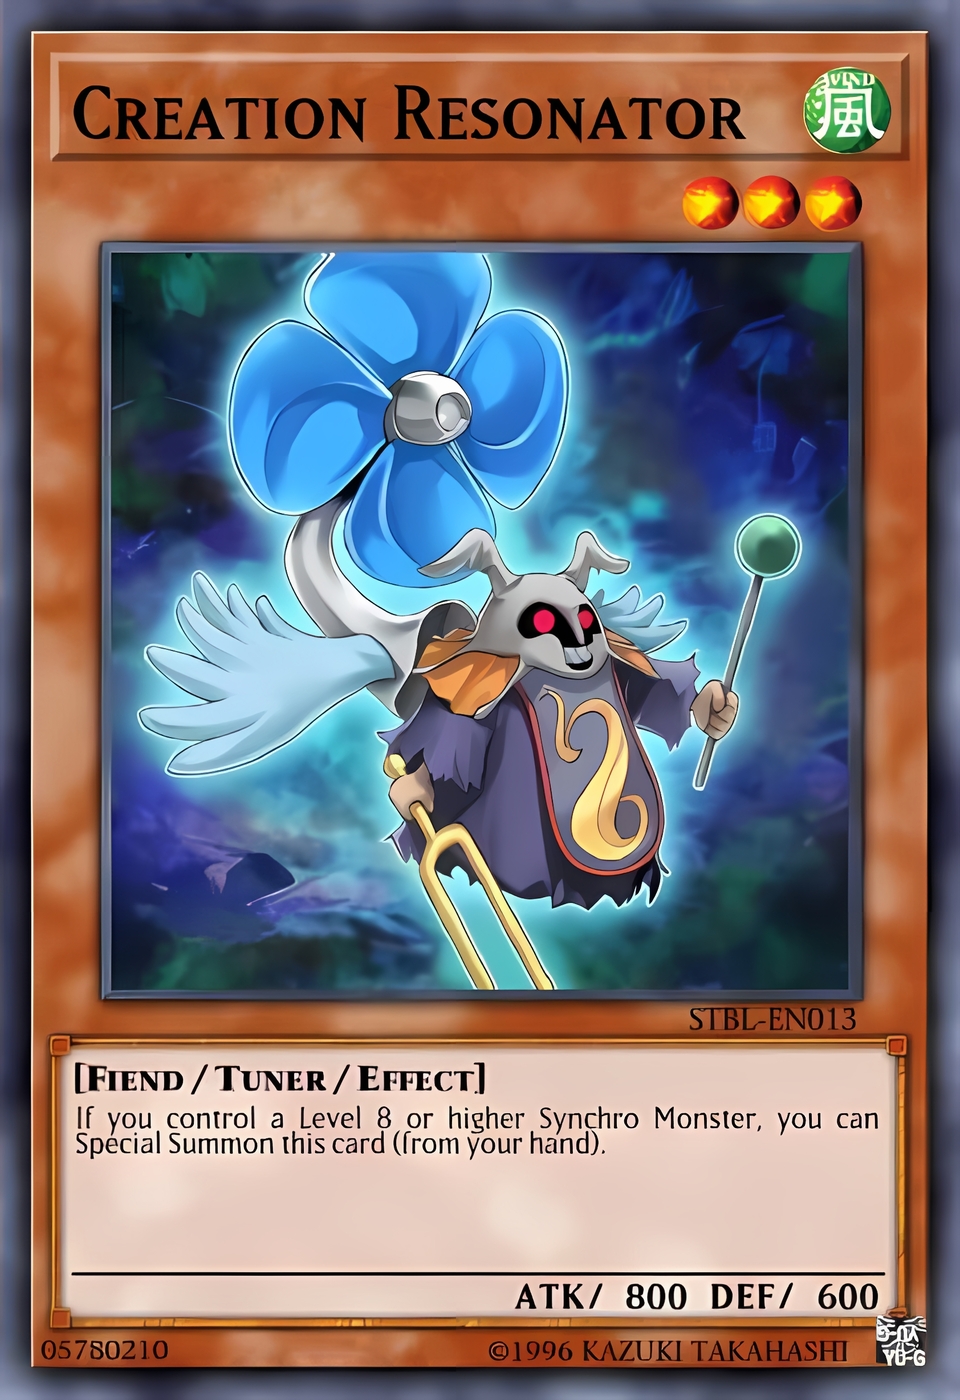 CREATION RESONATOR
WIND
風
STBL-EN013
[FIEND / TUNER / EFFECT]
If you control a Level 8 or higher Synchro Monster, you can
Special Summon this card (from your hand).
ATK/ 800 DEF/ 600
05780210
©1996 KAZUKI TAKAHASHI